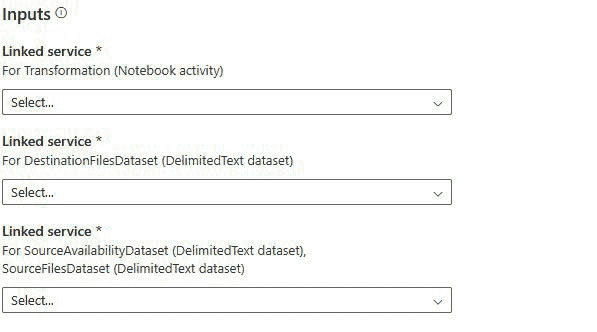 Inputs
Linked service *
For Transformation (Notebook activity)
Select...
Linked service *
For DestinationFilesDataset (DelimitedText dataset)
Select...
Linked service *
For SourceAvailabilityDataset (DelimitedText dataset),
SourceFilesDataset (DelimitedText dataset)
Select...